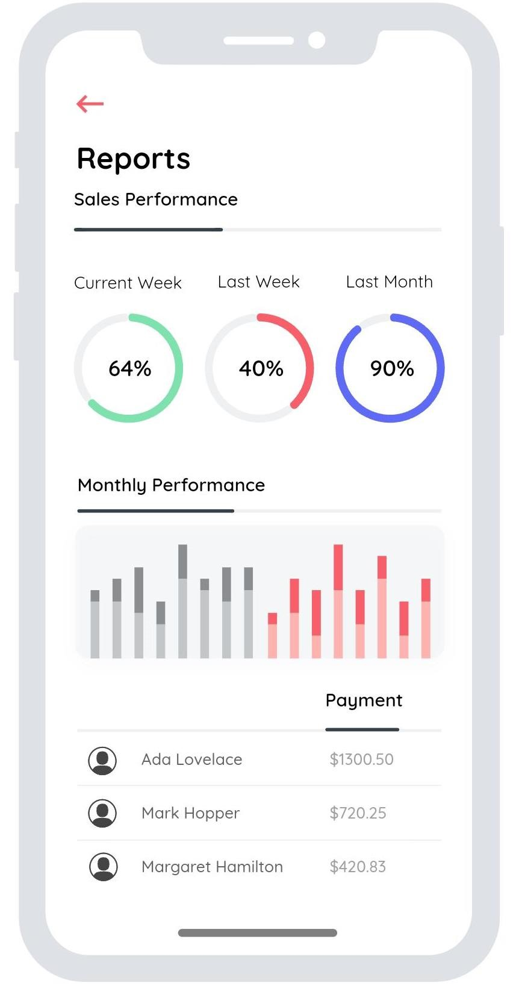 Reports
Sales Performance
Current Week Last Week Last Month
64% 40% 90%
Monthly Performance
Payment
Ada Lovelace $1300.50
Mark Hopper $720.25
Margaret Hamilton $420.83